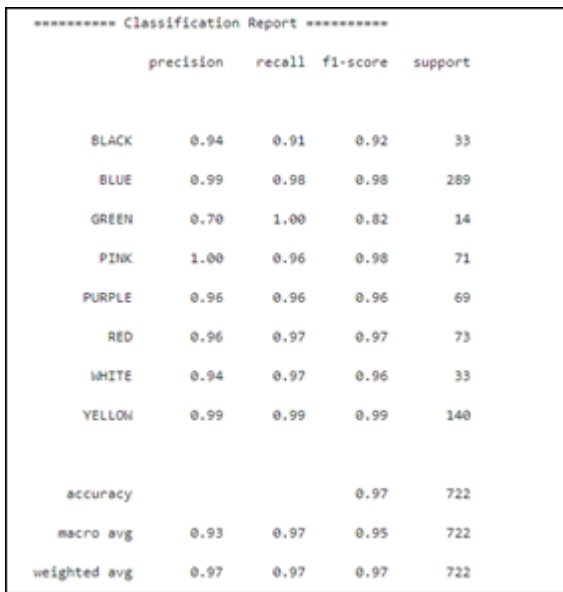 ========== Classification Report ==========
precision recall f1-score support
BLACK 0.94 0.91 0.92 33
BLUE 0.99 0.98 0.98 289
GREEN 0.70 1.00 0.82 14
PINK 1.00 0.96 0.98 71
PURPLE 0.96 0.96 0.96 69
RED 0.96 0.97 0.97 73
WHITE 0.94 0.97 0.96 33
YELLOW 0.99 0.99 0.99 140
accuracy 0.97 722
macro avg 0.93 0.97 0.95 722
weighted avg 0.97 0.97 0.97 722